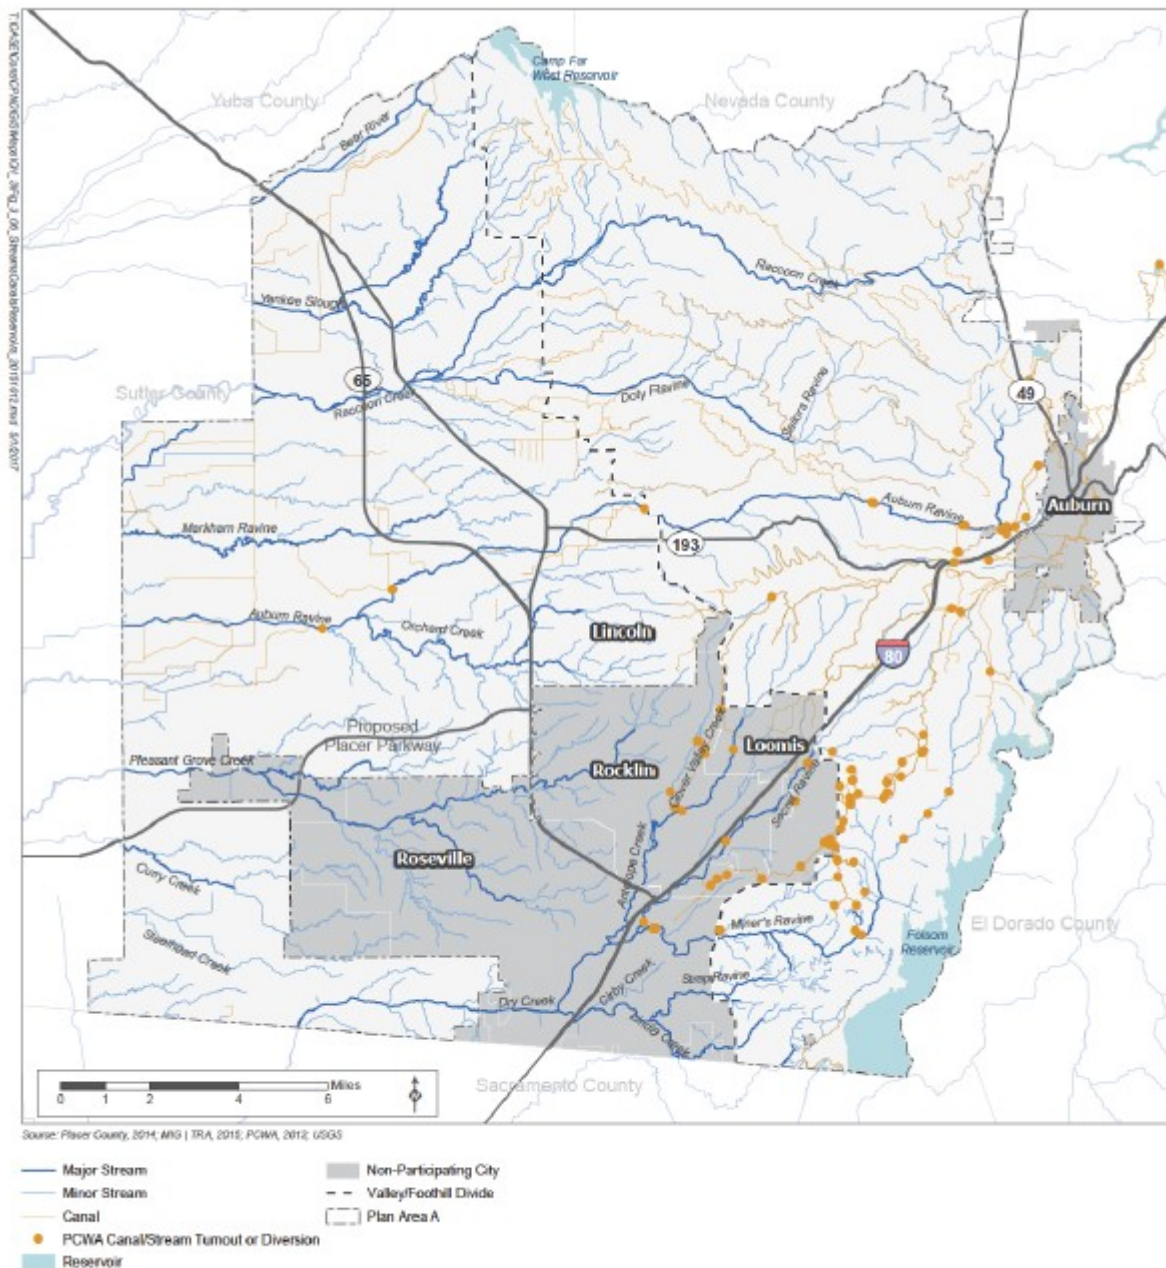 Camp Far
West Reservoir
Yuba County
Nevada County
Bear River
Raccoon Creek
Yankee Slough
65
Sutter County
Raccoon Creek
Doty Ravine
49
Auburn
Auburn Ravine
Markham Ravine
193
Auburn Ravine
Orchard Creek
Lincoln
80
Proposed
Placer Parkway
Loomis
Pleasant Grove Creek
Rocklin
Clover Valley Creek
Secret Ravine
Roseville
Antelope Creek
Curry Creek
Miner's Ravine
El Dorado County
Folsom
Reservoir
Steelhead Creek
Cirby Creek
Strap Ravine
Dry Creek
Linda Creek
Sacramento County
Miles
0 1 2 4 6
N
Source: Placer County, 2014; MIG | TRA, 2015; PCWA, 2013; USGS
Major Stream
Minor Stream
Canal
PCWA Canal/Stream Turnout or Diversion
Reservoir
Non-Participating City
Valley/Foothill Divide
Plan Area A